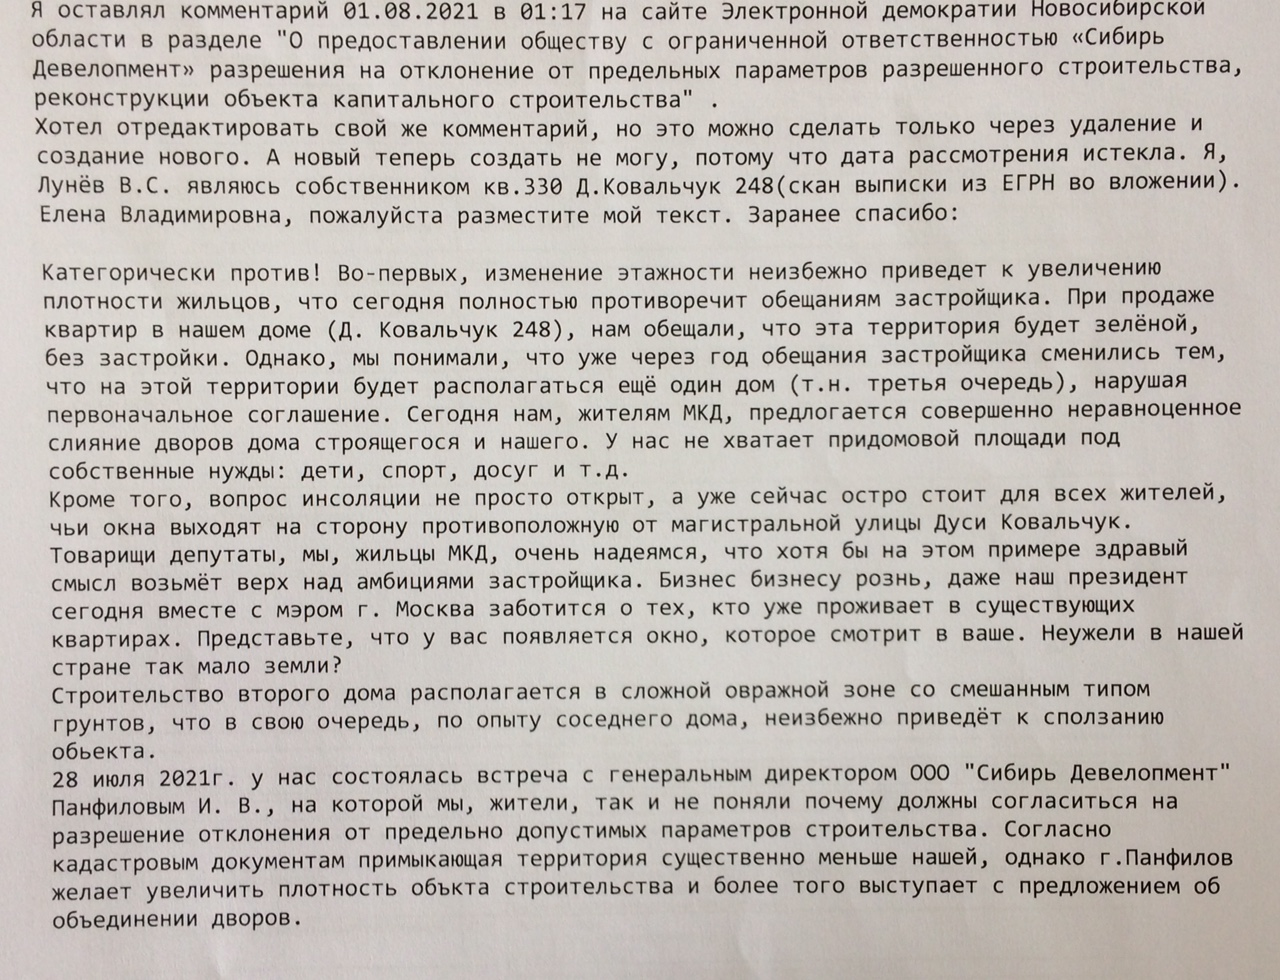 Я оставлял комментарий 01.08.2021 в 01:17 на сайте Электронной демократии Новосибирской
области в разделе "О предоставлении обществу с ограниченной ответственностью «Сибирь
Девелопмент» разрешения на отклонение от предельных параметров разрешенного строительства,
реконструкции объекта капитального строительства" .
Хотел отредактировать свой же комментарий, но это можно сделать только через удаление и
создание нового. А новый теперь создать не могу, потому что дата рассмотрения истекла. Я,
Лунёв В.С. являюсь собственником кв.330 Д.Ковальчук 248(скан выписки из ЕГРН во вложении).
Елена Владимировна, пожалуйста разместите мой текст. Заранее спасибо:
Категорически против! Во-первых, изменение этажности неизбежно приведет к увеличению
плотности жильцов, что сегодня полностью противоречит обещаниям застройщика. При продаже
квартир в нашем доме (Д. Ковальчук 248), нам обещали, что эта территория будет зелёной,
без застройки. Однако, мы понимали, что уже через год обещания застройщика сменились тем,
что на этой территории будет располагаться ещё один дом (т.н. третья очередь), нарушая
первоначальное соглашение. Сегодня нам, жителям МКД, предлогается совершенно неравноценное
слияние дворов дома строящегося и нашего. У нас не хватает придомовой площади под
собственные нужды: дети, спорт, досуг и т.д.
Кроме того, вопрос инсоляции не просто открыт, а уже сейчас остро стоит для всех жителей,
чьи окна выходят на сторону противоположную от магистральной улицы Дуси Ковальчук.
Товарищи депутаты, мы, жильцы МКД, очень надеямся, что хотя бы на этом примере здравый
смысл возьмёт верх над амбициями застройщика. Бизнес бизнесу рознь, даже наш президент
сегодня вместе с мэром г. Москва заботится о тех, кто уже проживает в существующих
квартирах. Представьте, что у вас появляется окно, которое смотрит в ваше. Неужели в нашей
стране так мало земли?
Строительство второго дома располагается в сложной овражной зоне со смешанным типом
грунтов, что в свою очередь, по опыту соседнего дома, неизбежно приведёт к сползанию
обьекта.
28 июля 2021г. у нас состоялась встреча с генеральным директором ООО "Сибирь Девелопмент"
Панфиловым И. В., на которой мы, жители, так и не поняли почему должны согласиться на
разрешение отклонения от предельно допустимых параметров строительства. Согласно
кадастровым документам примыкающая территория существенно меньше нашей, однако г.Панфилов
желает увеличить плотность объкта строительства и более того выступает с предложением об
объединении дворов.